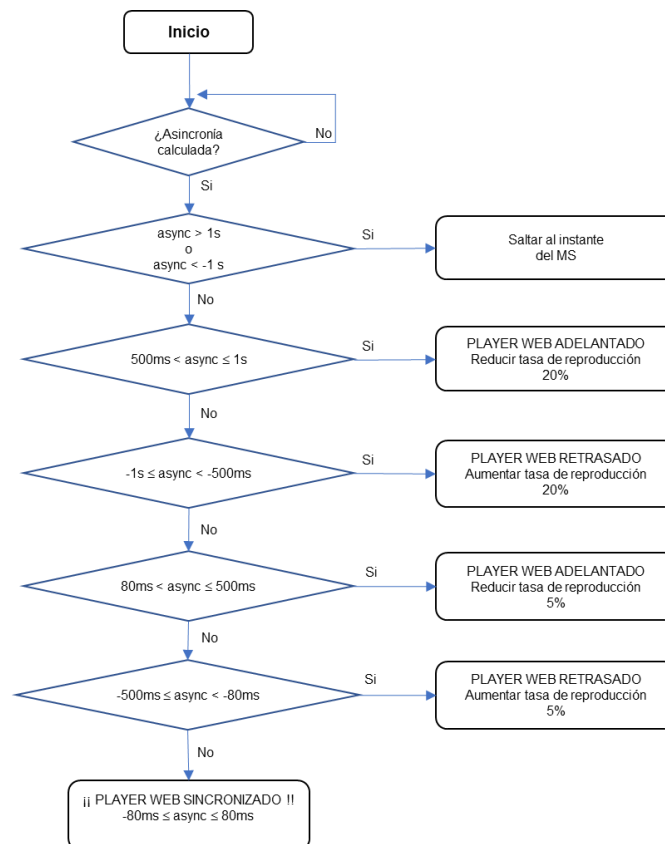 Inicio
¿Asincronía
calculada?
No
Si
async > 1s
o
async < -1 s
Si
Saltar al instante
del MS
No
500ms < async ≤ 1s
Si
PLAYER WEB ADELANTADO
Reducir tasa de reproducción
20%
No
-1s ≤ async < -500ms
Si
PLAYER WEB RETRASADO
Aumentar tasa de reproducción
20%
No
80ms < async ≤ 500ms
Si
PLAYER WEB ADELANTADO
Reducir tasa de reproducción
5%
No
-500ms ≤ async < -80ms
Si
PLAYER WEB RETRASADO
Aumentar tasa de reproducción
5%
No
¡¡ PLAYER WEB SINCRONIZADO !!
-80ms ≤ async ≤ 80ms